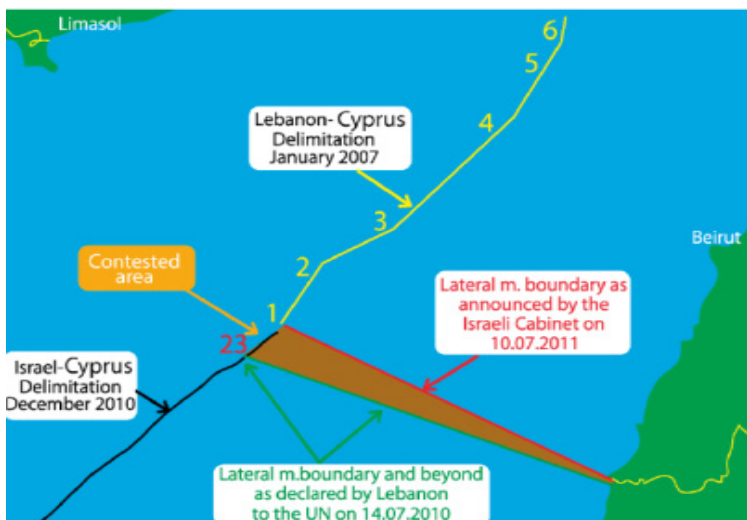 Limasol
6
5
4
Lebanon-Cyprus
Delimitation
January 2007
3
Beirut
2
Contested
area
Lateral m. boundary as
announced by the
Israeli Cabinet on
10.07.2011
1
23
Israel-Cyprus
Delimitation
December 2010
Lateral m.boundary and beyond
as declared by Lebanon
to the UN on 14.07.2010